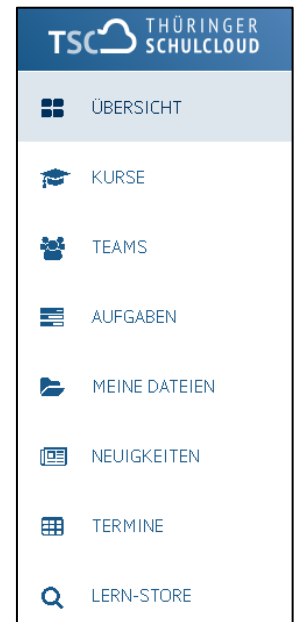 TSC THÜRINGER
SCHULCLOUD
ÜBERSICHT
KURSE
TEAMS
AUFGABEN
MEINE DATEIEN
NEUIGKEITEN
TERMINE
LERN-STORE